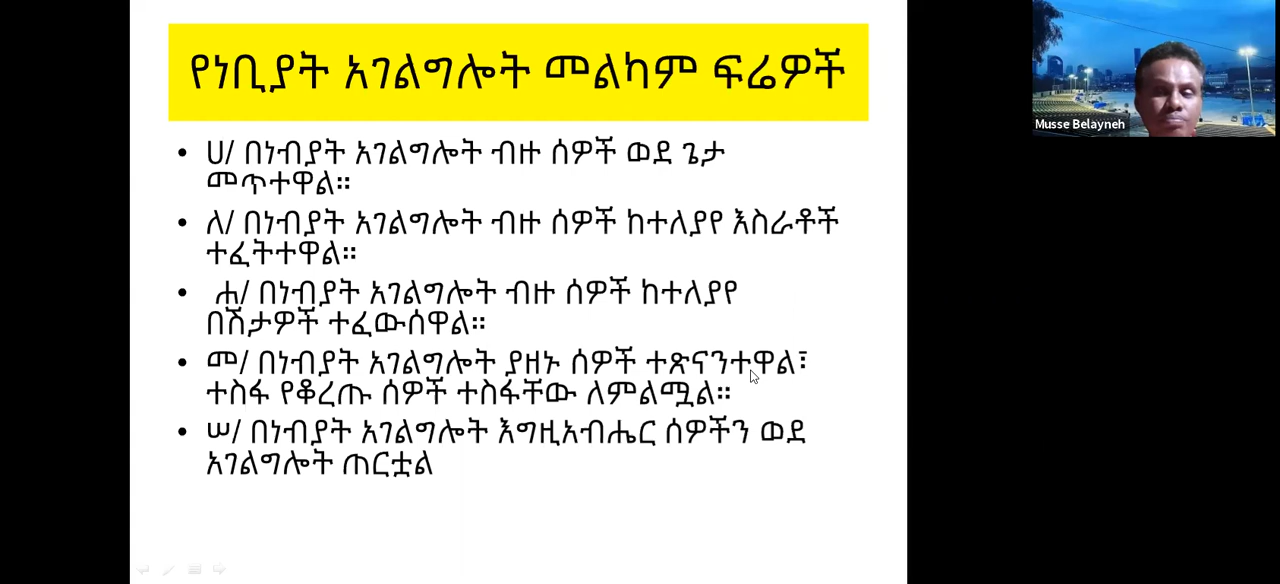 የነቢያት አገልግሎት መልካም ፍሬዎች
• ሀ/ በነብያት አገልግሎት ብዙ ሰዎች ወደ ጌታ
መጥተዋል።
• ለ/ በነብያት አገልግሎት ብዙ ሰዎች ከተለያየ እስራቶች
ተፈትተዋል።
• ሐ/ በነብያት አገልግሎት ብዙ ሰዎች ከተለያየ
በሽታዎች ተፈውሰዋል።
• መ/ በነብያት አገልግሎት ያዘኑ ሰዎች ተጽናንተዋል፣
ተስፋ የቆረጡ ሰዎች ተስፋቸው ለምልሟል።
• ሠ/ በነብያት አገልግሎት እግዚአብሔር ሰዎችን ወደ
አገልግሎት ጠርቷል
Musse Belayneh